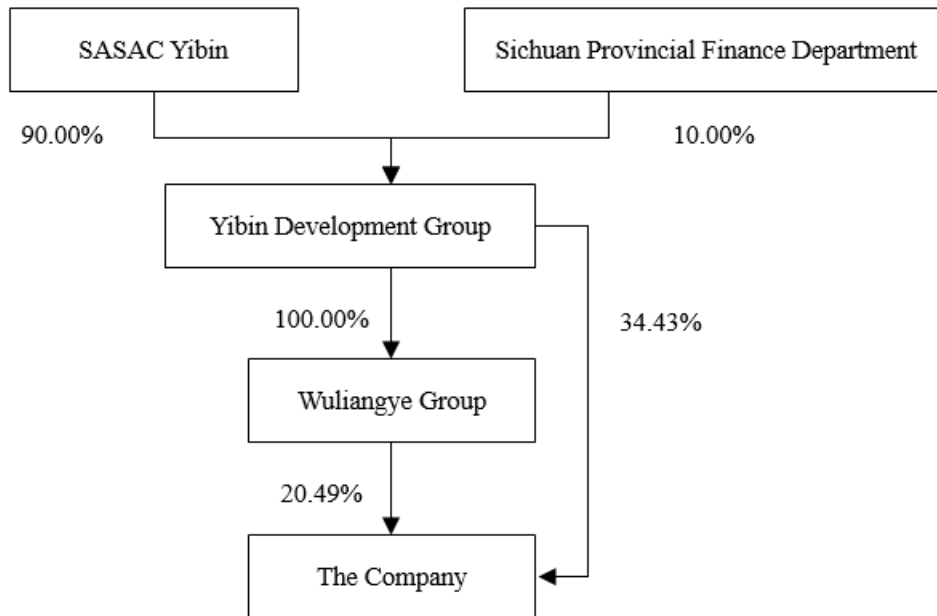 SASAC Yibin
Sichuan Provincial Finance Department
90.00%
10.00%
Yibin Development Group
100.00%
34.43%
Wuliangye Group
20.49%
The Company